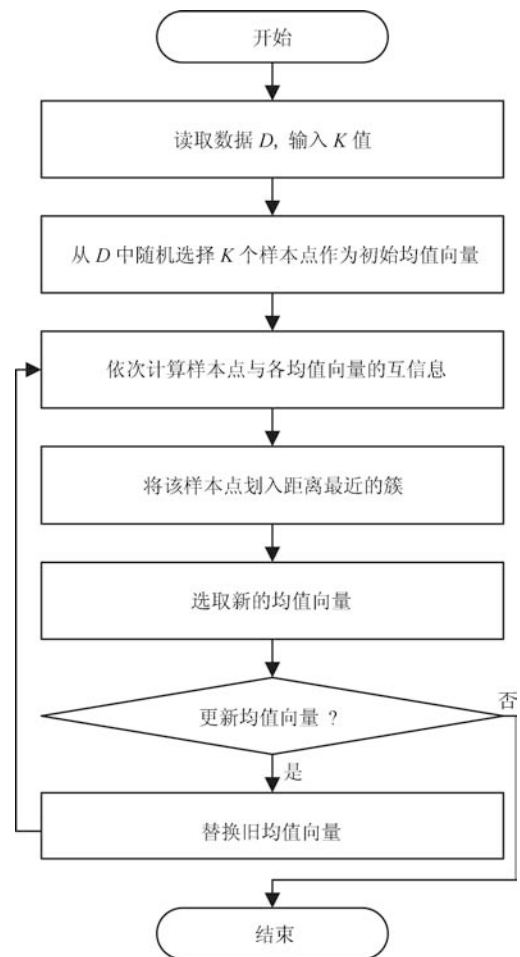 开始
读取数据 D, 输入 K 值
从 D 中随机选择 K 个样本点作为初始均值向量
依次计算样本点与各均值向量的互信息
将该样本点划入距离最近的簇
选取新的均值向量
更新均值向量 ?
否
是
替换旧均值向量
结束